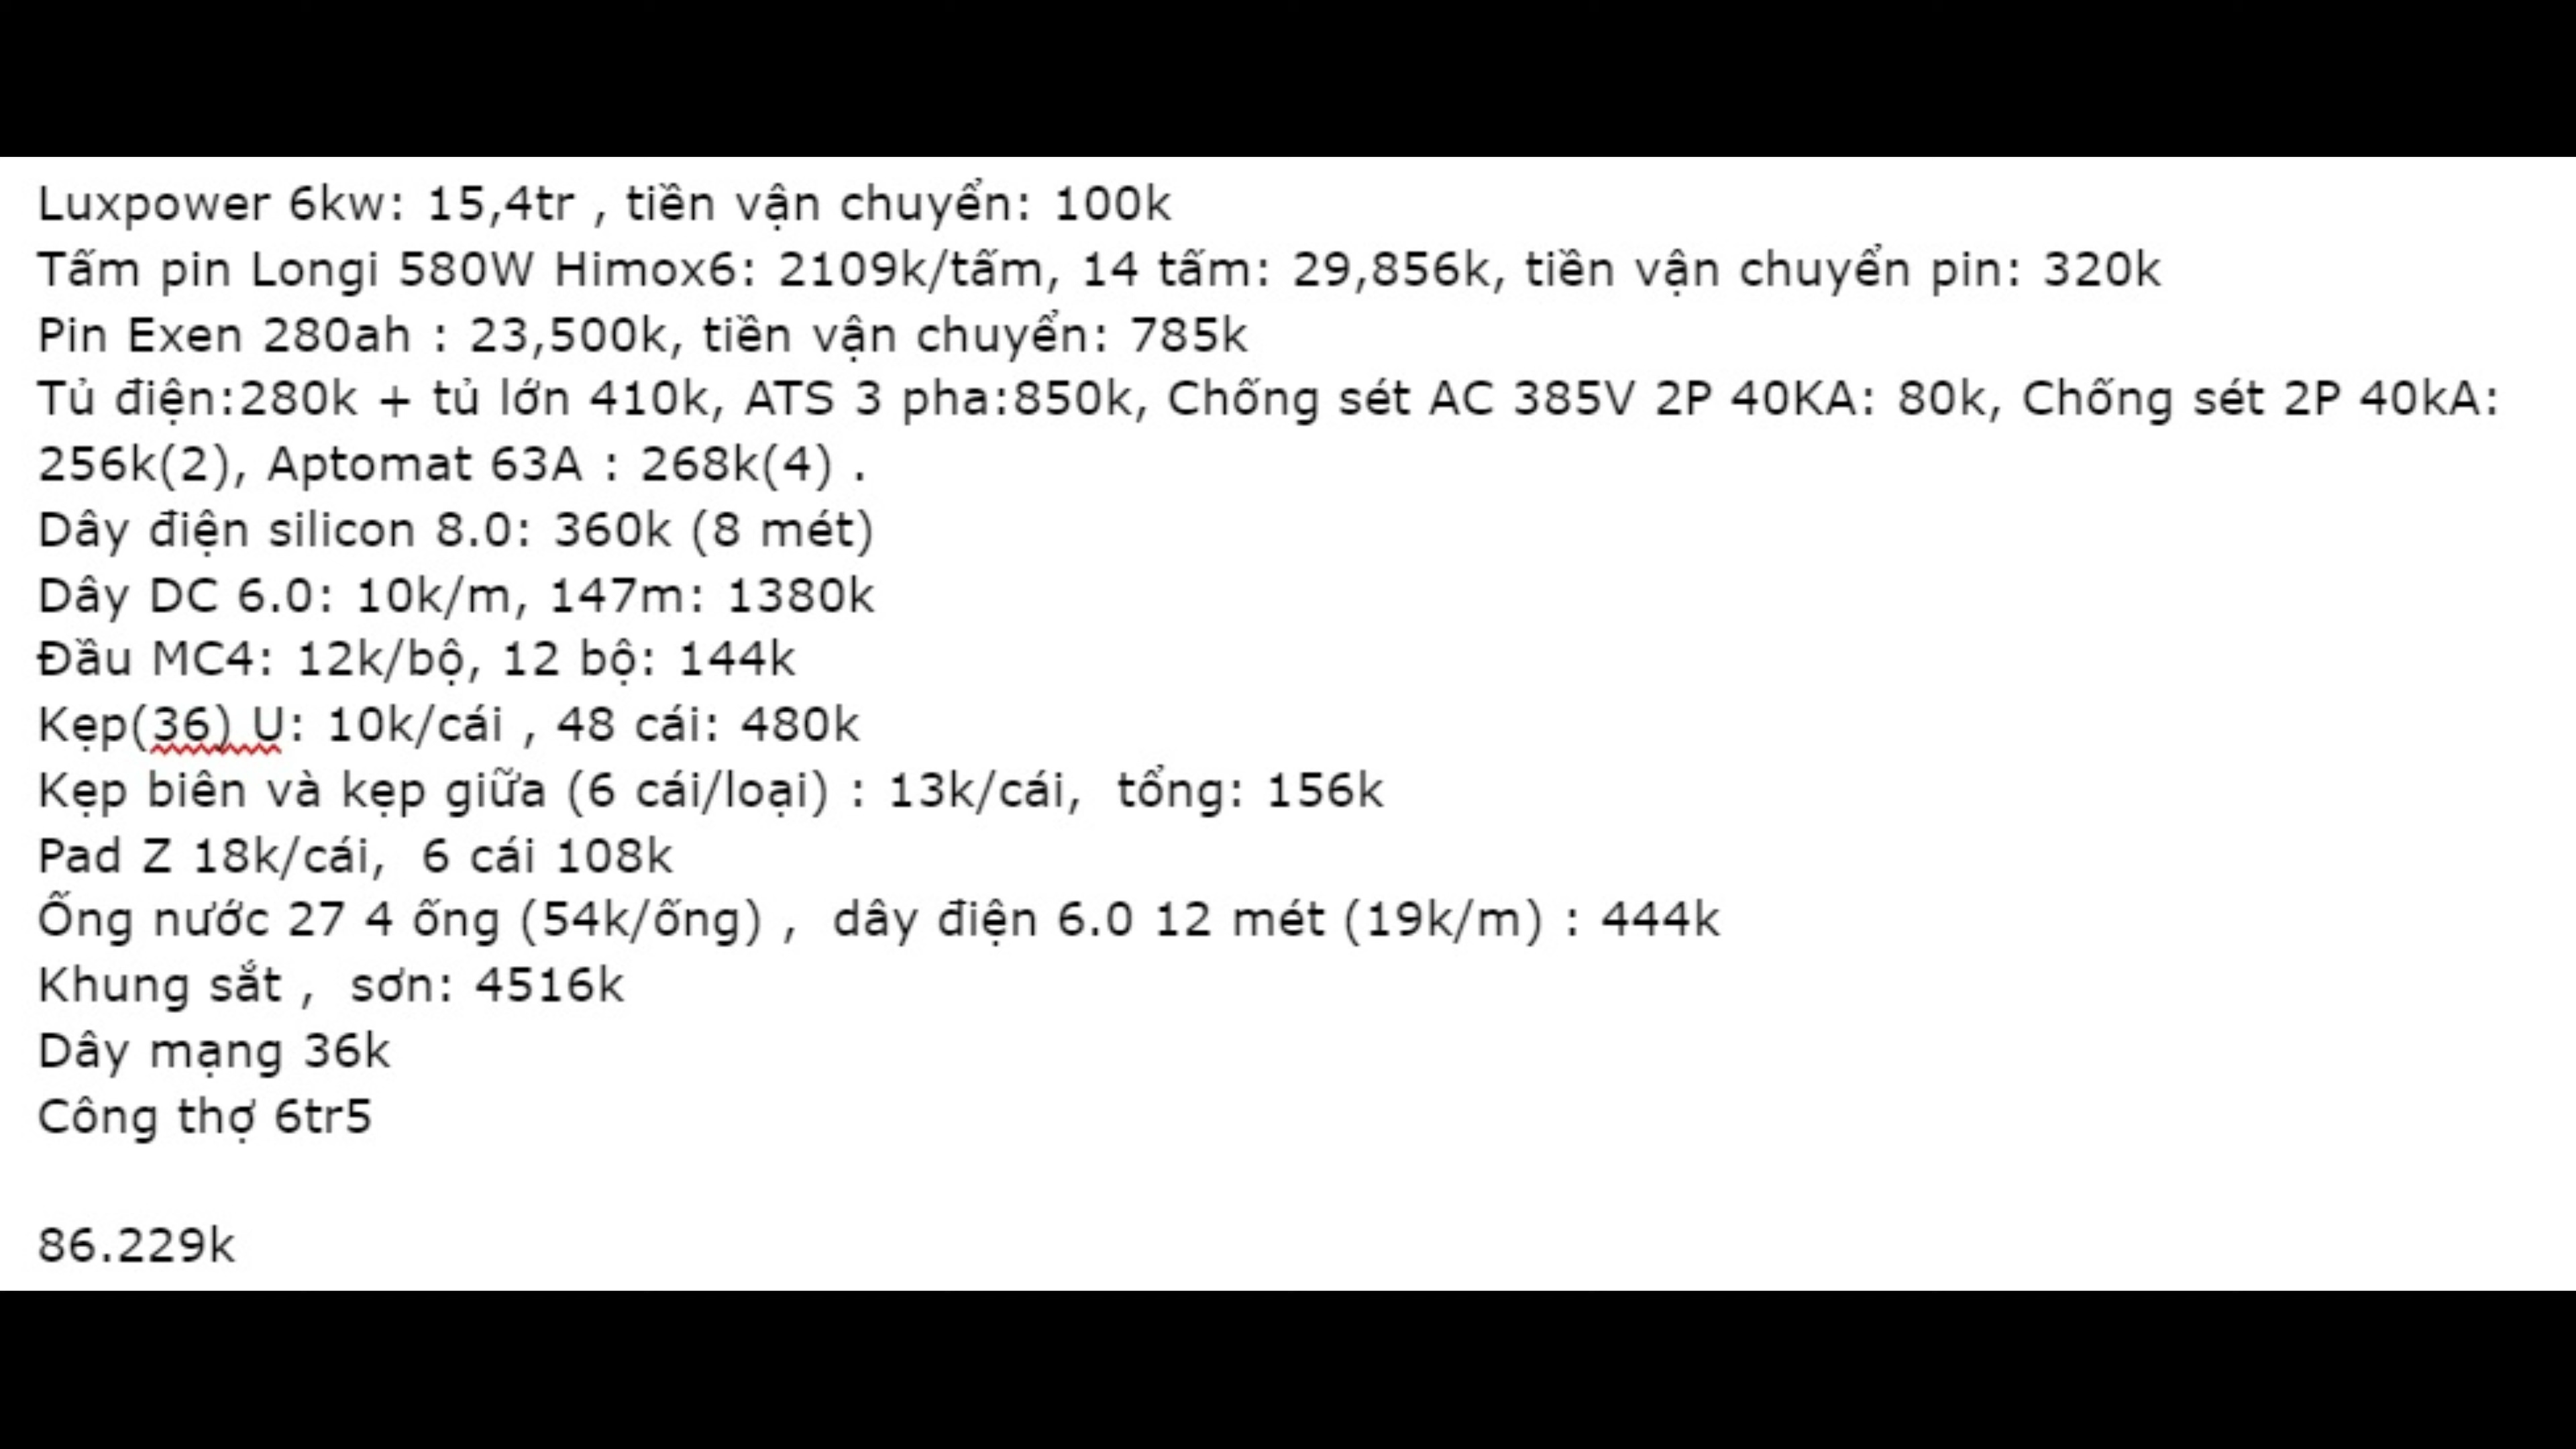 Luxpower 6kw: 15,4tr , tiền vận chuyển: 100k
Tấm pin Longi 580W Himox6: 2109k/tấm, 14 tấm: 29,856k, tiền vận chuyển pin: 320k
Pin Exen 280ah : 23,500k, tiền vận chuyển: 785k
Tủ điện:280k + tủ lớn 410k, ATS 3 pha:850k, Chống sét AC 385V 2P 40KA: 80k, Chống sét 2P 40kA:
256k(2), Aptomat 63A : 268k(4) .
Dây điện silicon 8.0: 360k (8 mét)
Dây DC 6.0: 10k/m, 147m: 1380k
Đầu MC4: 12k/bộ, 12 bộ: 144k
Kẹp(36) U: 10k/cái , 48 cái: 480k
Kẹp biên và kẹp giữa (6 cái/loại) : 13k/cái, tổng: 156k
Pad Z 18k/cái, 6 cái 108k
Ống nước 27 4 ống (54k/ống) , dây điện 6.0 12 mét (19k/m) : 444k
Khung sắt , sơn: 4516k
Dây mạng 36k
Công thợ 6tr5
86.229k